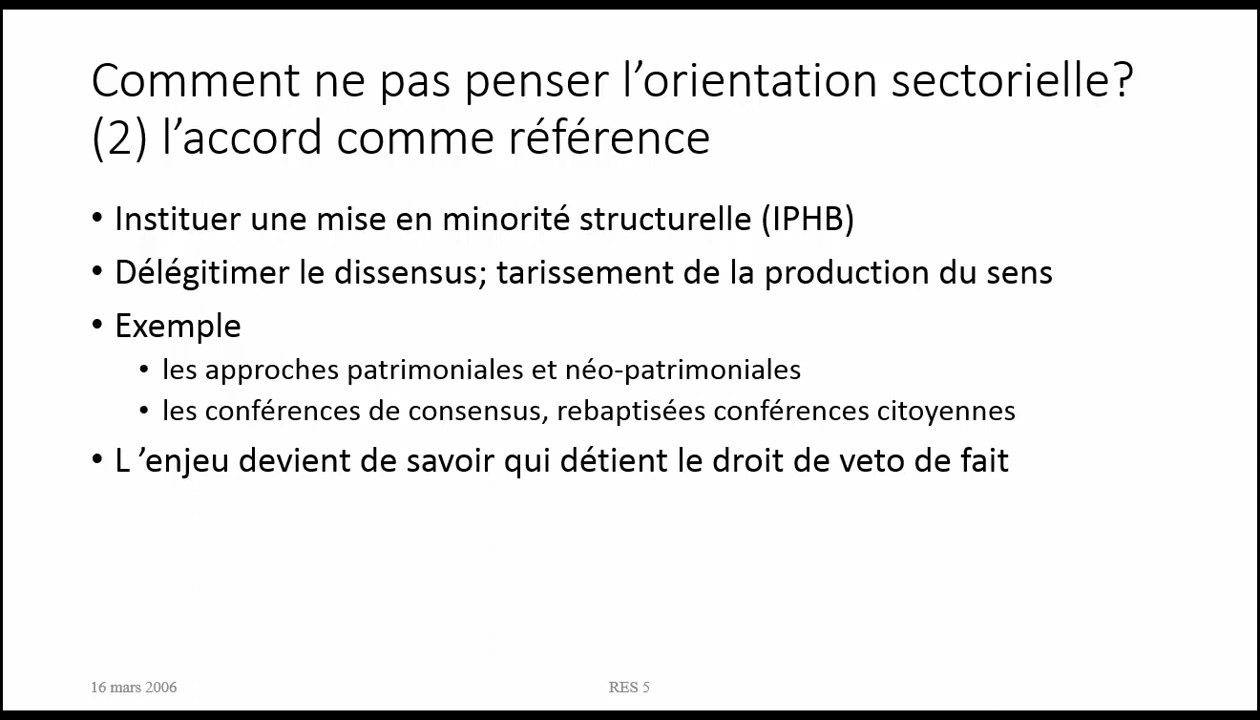 Comment ne pas penser l’orientation sectorielle?
(2) l’accord comme référence
• Instituer une mise en minorité structurelle (IPHB)
• Délégitimer le dissensus; tarissement de la production du sens
• Exemple
• les approches patrimoniales et néo-patrimoniales
• les conférences de consensus, rebaptisées conférences citoyennes
• L ’enjeu devient de savoir qui détient le droit de veto de fait
16 mars 2006
RES 5